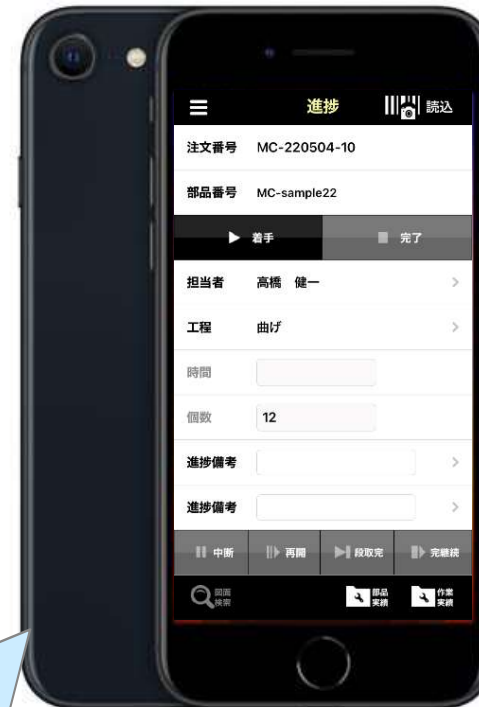 進捗 読込
注文番号 MC-220504-10
部品番号 MC-sample22
着手 完了
担当者 高橋 健一
工程 曲げ
時間
個数 12
進捗備考
進捗備考
中断 再開 段取完 完継続
図面
検索
部品
実績
作業
実績